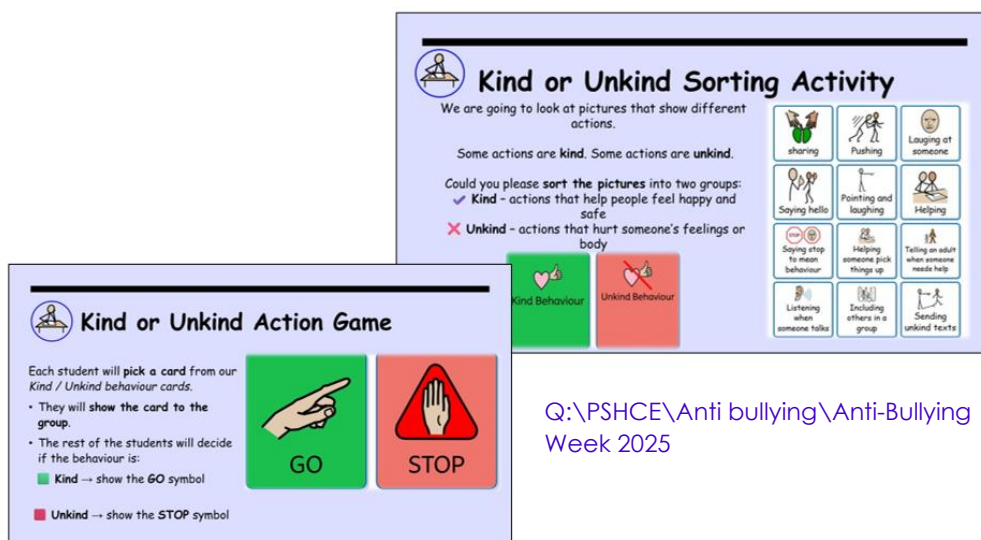 Kind or Unkind Sorting Activity
We are going to look at pictures that show different
actions.
Some actions are kind. Some actions are unkind.
Could you please sort the pictures into two groups:
✓ Kind – actions that help people feel happy and
safe
✗ Unkind – actions that hurt someone's feelings or
body
Kind Behaviour
Unkind Behaviour
sharing
Pushing
Lauging at
someone
Saying hello
Pointing and
laughing
Helping
STOP
Saying stop
to mean
behaviour
Helping
someone pick
things up
Telling an adult
when someone
needs help
Listening
when
someone talks
Including
others in a
group
Sending
unkind texts
Kind or Unkind Action Game
Each student will pick a card from our
Kind / Unkind behaviour cards.
• They will show the card to the
group.
• The rest of the students will decide
if the behaviour is:
Kind → show the GO symbol
Unkind → show the STOP symbol
GO
STOP
Q:\PSHCE\Anti bullying\Anti-Bullying
Week 2025